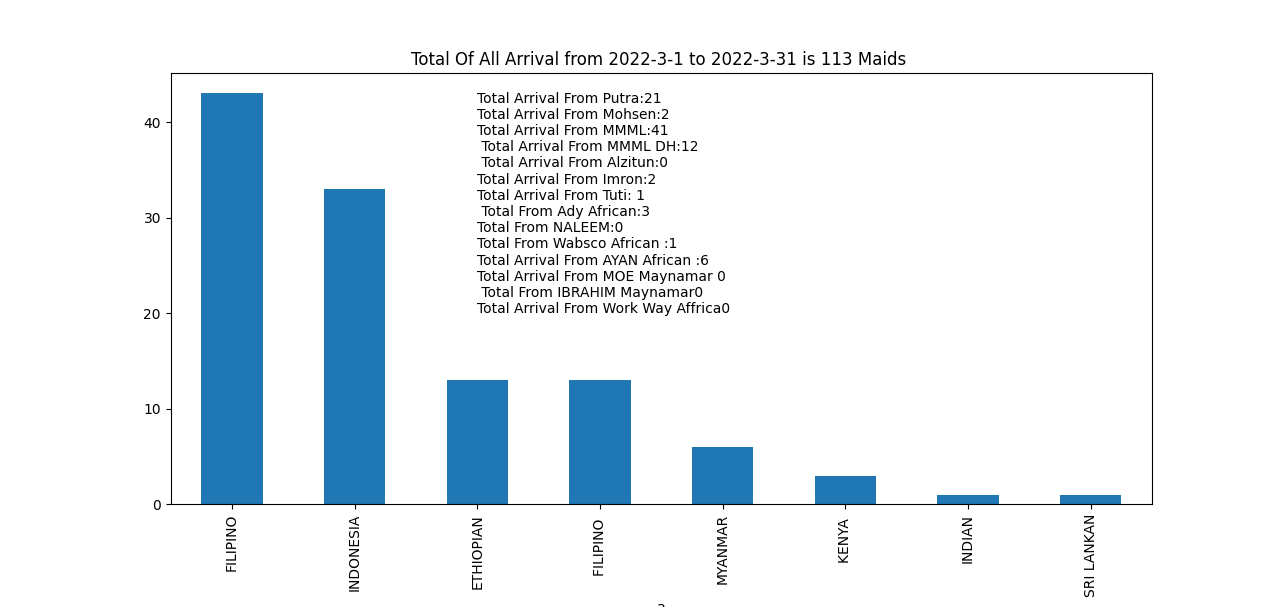 Total Of All Arrival from 2022-3-1 to 2022-3-31 is 113 Maids
Total Arrival From Putra:21
Total Arrival From Mohsen:2
Total Arrival From MMML:41
Total Arrival From MMML DH:12
Total Arrival From Alzitun:0
Total Arrival From Imron:2
Total Arrival From Tuti: 1
Total From Ady African:3
Total From NALEEM:0
Total From Wabsco African :1
Total Arrival From AYAN African :6
Total Arrival From MOE Maynamar 0
Total From IBRAHIM Maynamar0
Total Arrival From Work Way Affrica0
40
30
20
10
0
FILIPINO
INDONESIA
ETHIOPIAN
FILIPINO
MYANMAR
KENYA
INDIAN
SRI LANKAN